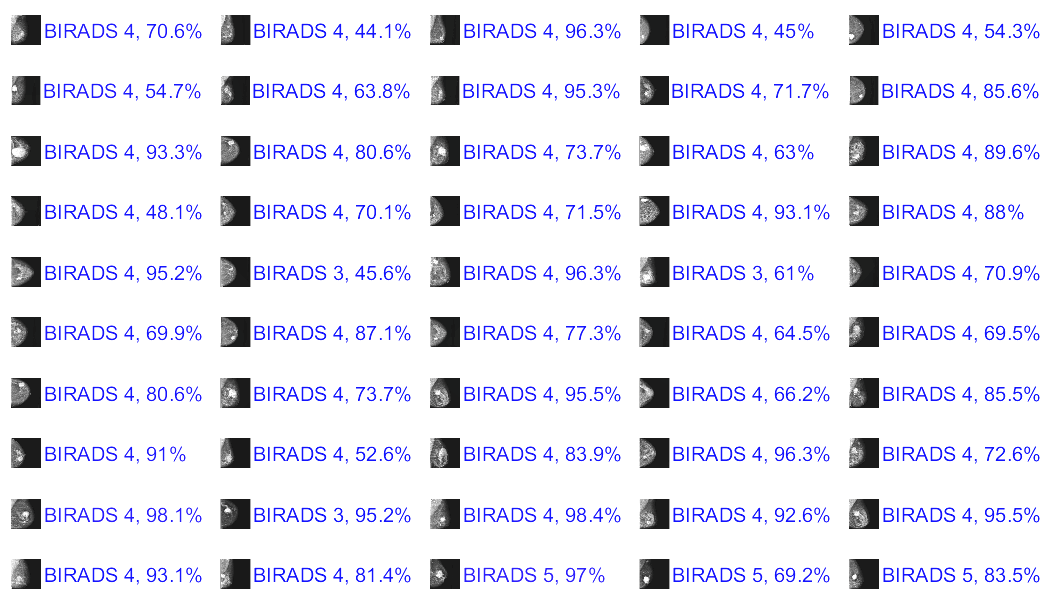 BIRADS 4, 70.6% BIRADS 4, 44.1% BIRADS 4, 96.3% BIRADS 4, 45% BIRADS 4, 54.3%
BIRADS 4, 54.7% BIRADS 4, 63.8% BIRADS 4, 95.3% BIRADS 4, 71.7% BIRADS 4, 85.6%
BIRADS 4, 93.3% BIRADS 4, 80.6% BIRADS 4, 73.7% BIRADS 4, 63% BIRADS 4, 89.6%
BIRADS 4, 48.1% BIRADS 4, 70.1% BIRADS 4, 71.5% BIRADS 4, 93.1% BIRADS 4, 88%
BIRADS 4, 95.2% BIRADS 3, 45.6% BIRADS 4, 96.3% BIRADS 3, 61% BIRADS 4, 70.9%
BIRADS 4, 69.9% BIRADS 4, 87.1% BIRADS 4, 77.3% BIRADS 4, 64.5% BIRADS 4, 69.5%
BIRADS 4, 80.6% BIRADS 4, 73.7% BIRADS 4, 95.5% BIRADS 4, 66.2% BIRADS 4, 85.5%
BIRADS 4, 91% BIRADS 4, 52.6% BIRADS 4, 83.9% BIRADS 4, 96.3% BIRADS 4, 72.6%
BIRADS 4, 98.1% BIRADS 3, 95.2% BIRADS 4, 98.4% BIRADS 4, 92.6% BIRADS 4, 95.5%
BIRADS 4, 93.1% BIRADS 4, 81.4% BIRADS 5, 97% BIRADS 5, 69.2% BIRADS 5, 83.5%